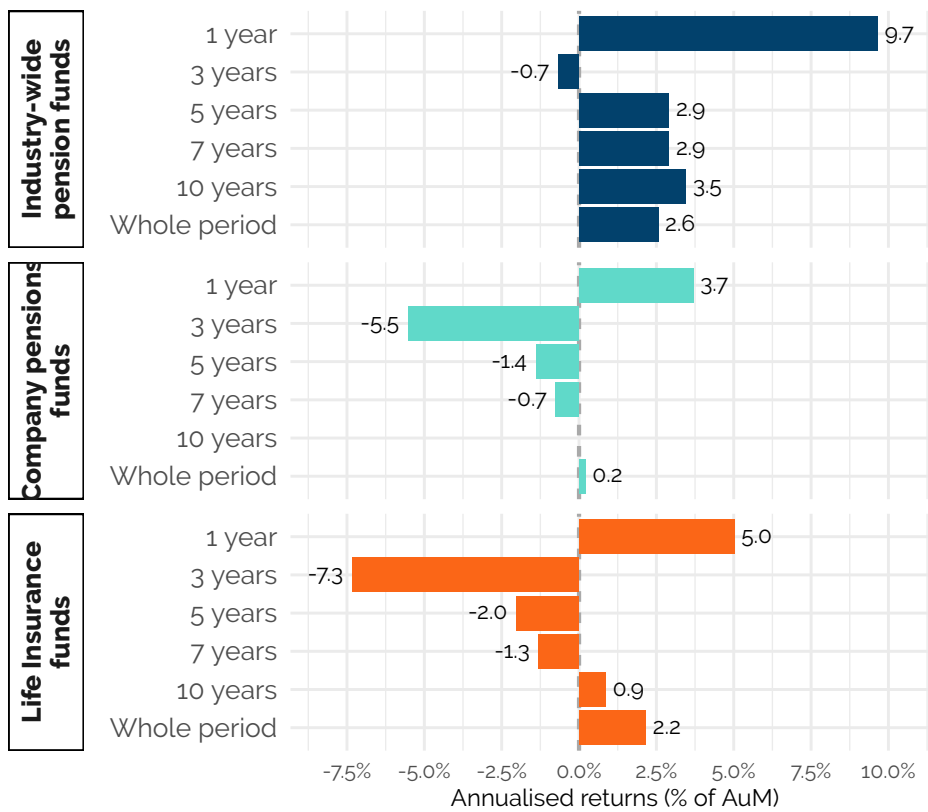 Industry-wide
pension funds
1 year
9.7
3 years
-0.7
5 years
2.9
7 years
2.9
10 years
3.5
Whole period
2.6
Company pensions
funds
1 year
3.7
3 years
-5.5
5 years
-1.4
7 years
-0.7
10 years
Whole period
0.2
Life Insurance
funds
1 year
5.0
3 years
-7.3
5 years
-2.0
7 years
-1.3
10 years
0.9
Whole period
2.2
-7.5% -5.0% -2.5% 0.0% 2.5% 5.0% 7.5% 10.0%
Annualised returns (% of AuM)